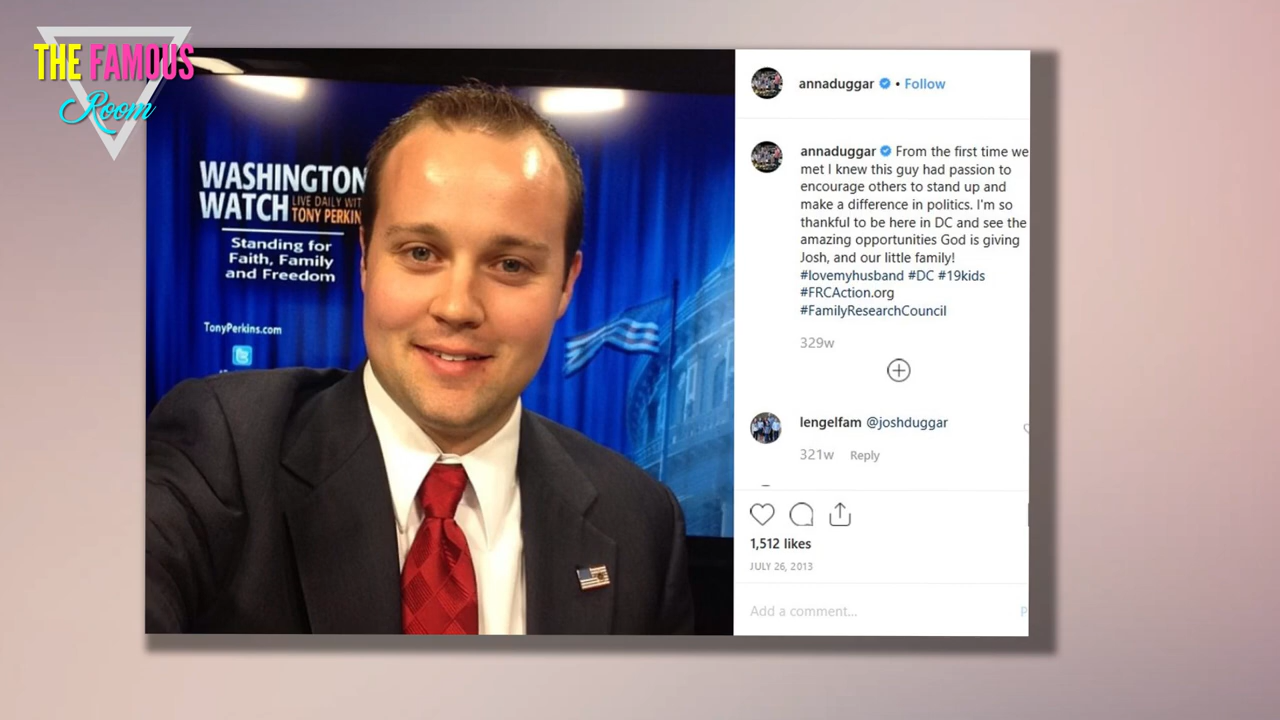 THE FAMOUS
Room
WASHINGTON
WATCH LIVE DAILY WIT
TONY PERKIN
Standing for
Faith, Family
and Freedom
TonyPerkins.com
annaduggar • Follow
annaduggar From the first time we
met I knew this guy had passion to
encourage others to stand up and
make a difference in politics. I'm so
thankful to be here in DC and see the
amazing opportunities God is giving
Josh, and our little family!
#lovemyhusband #DC #19kids
#FRCAction.org
#FamilyResearchCouncil
329w
lengelfam @joshduggar
321w Reply
1,512 likes
JULY 26, 2013
Add a comment...
P